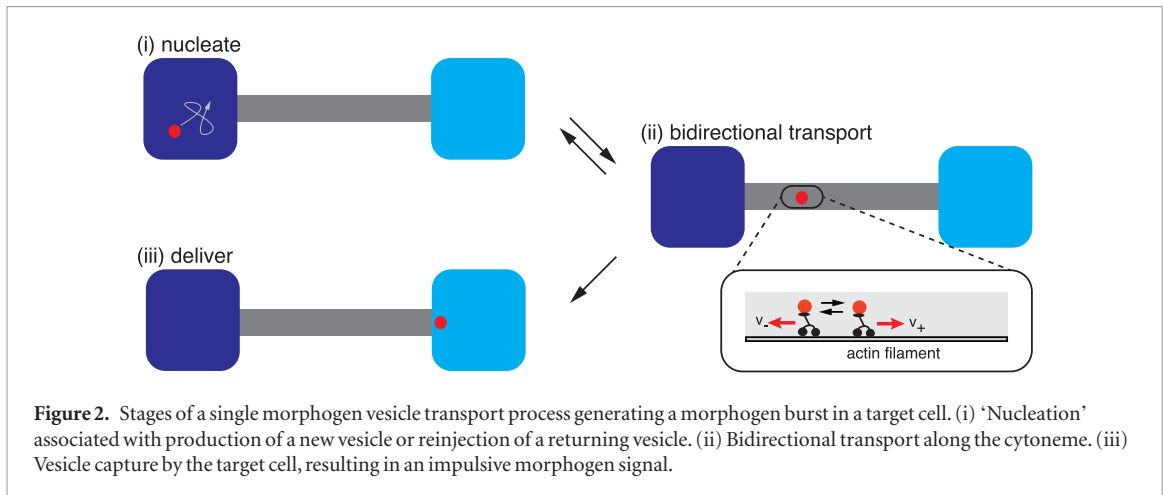 (i) nucleate
(ii) bidirectional transport
(iii) deliver
v- v+
actin filament
Figure 2. Stages of a single morphogen vesicle transport process generating a morphogen burst in a target cell. (i) ‘Nucleation’
associated with production of a new vesicle or reinjection of a returning vesicle. (ii) Bidirectional transport along the cytoneme. (iii)
Vesicle capture by the target cell, resulting in an impulsive morphogen signal.